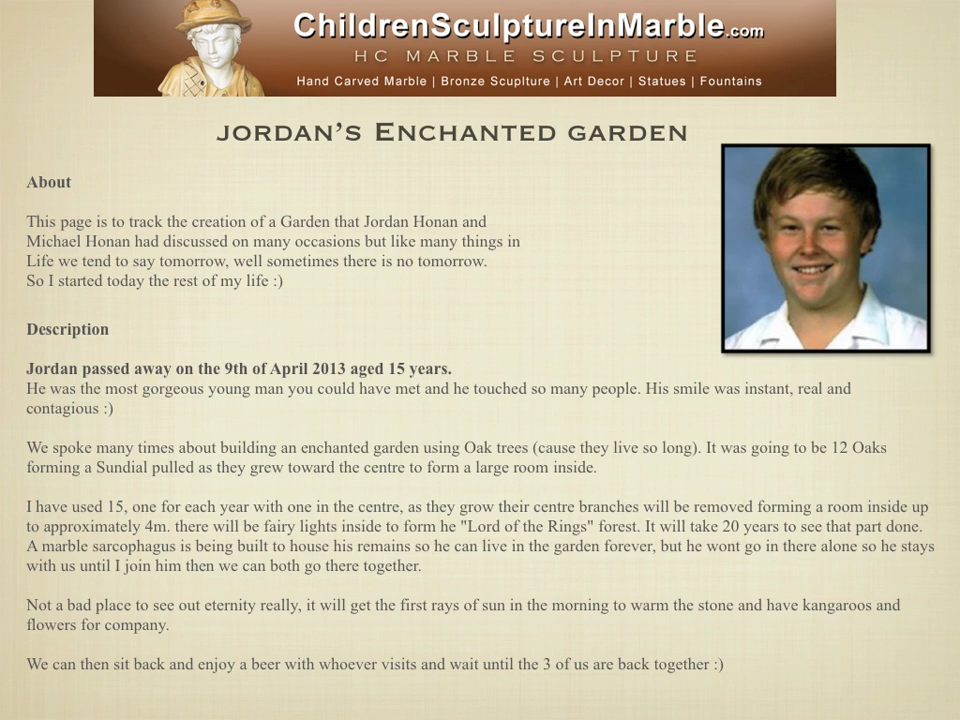 ChildrenSculptureInMarble.com
HC MARBLE SCULPTURE
Hand Carved Marble | Bronze Scuplture | Art Decor | Statues | Fountains
JORDAN'S ENCHANTED GARDEN
About
This page is to track the creation of a Garden that Jordan Honan and
Michael Honan had discussed on many occasions but like many things in
Life we tend to say tomorrow, well sometimes there is no tomorrow.
So I started today the rest of my life :)
Description
Jordan passed away on the 9th of April 2013 aged 15 years.
He was the most gorgeous young man you could have met and he touched so many people. His smile was instant, real and
contagious :)
We spoke many times about building an enchanted garden using Oak trees (cause they live so long). It was going to be 12 Oaks
forming a Sundial pulled as they grew toward the centre to form a large room inside.
I have used 15, one for each year with one in the centre, as they grow their centre branches will be removed forming a room inside up
to approximately 4m. there will be fairy lights inside to form he "Lord of the Rings" forest. It will take 20 years to see that part done.
A marble sarcophagus is being built to house his remains so he can live in the garden forever, but he wont go in there alone so he stays
with us until I join him then we can both go there together.
Not a bad place to see out eternity really, it will get the first rays of sun in the morning to warm the stone and have kangaroos and
flowers for company.
We can then sit back and enjoy a beer with whoever visits and wait until the 3 of us are back together :)